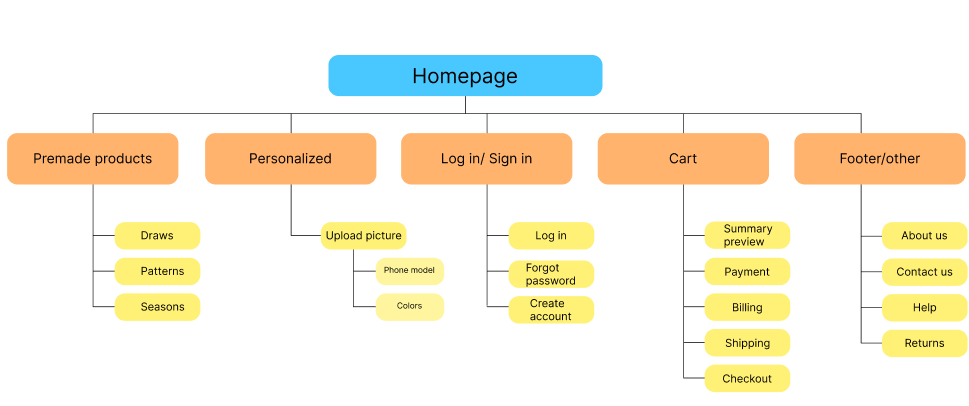 Homepage
Premade products
Personalized
Log in/ Sign in
Cart
Footer/other
Draws
Patterns
Seasons
Upload picture
Phone model
Colors
Log in
Forgot
password
Create
account
Summary
preview
Payment
Billing
Shipping
Checkout
About us
Contact us
Help
Returns